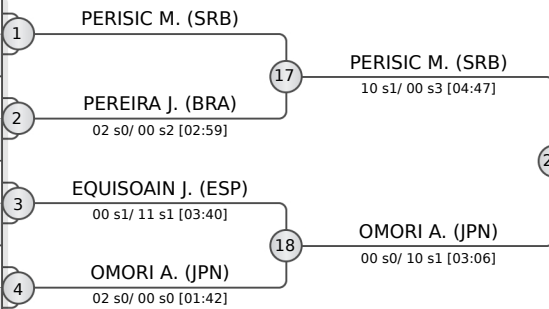 PERISIC M. (SRB)
1
PERISIC M. (SRB)
17
10 s1/ 00 s3 [04:47]
PEREIRA J. (BRA)
2
02 s0/ 00 s2 [02:59]
2
EQUISOAIN J. (ESP)
3
00 s1/ 11 s1 [03:40]
OMORI A. (JPN)
18
00 s0/ 10 s1 [03:06]
OMORI A. (JPN)
4
02 s0/ 00 s0 [01:42]